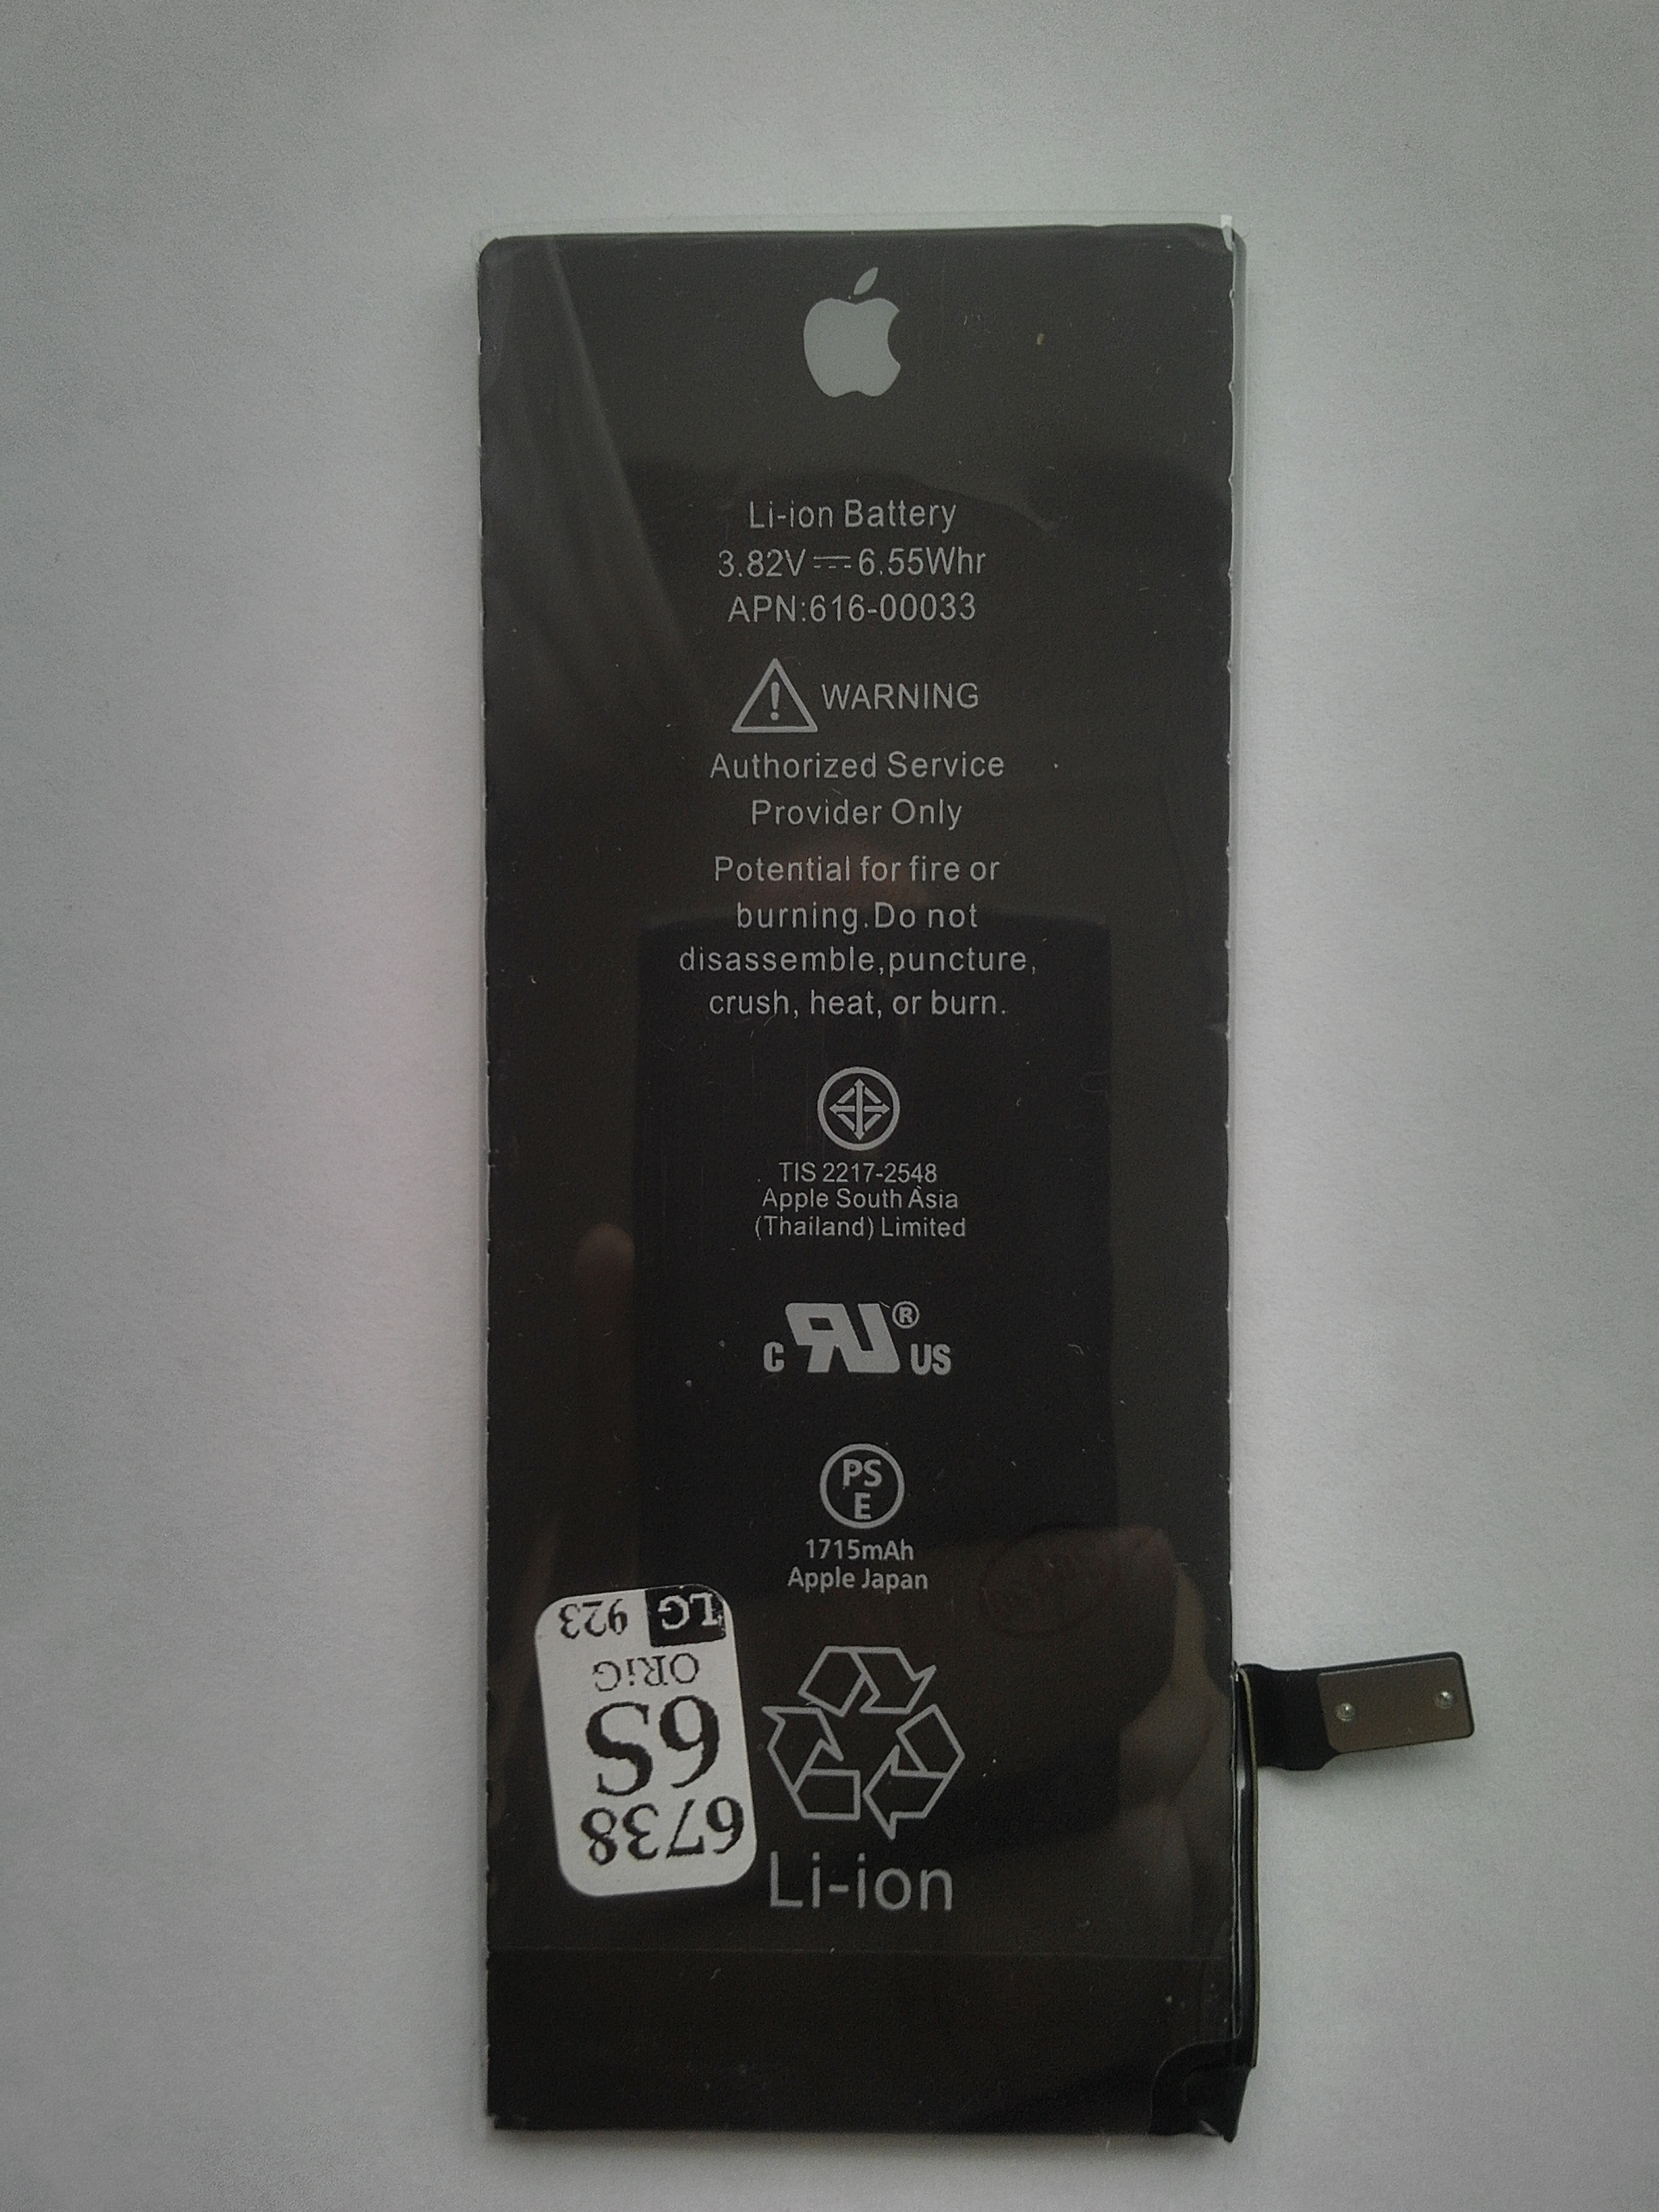 Li-ion Battery
3.82V 6.55Whr
APN:616-00033
WARNING
Authorized Service
Provider Only
Potential for fire or
burning.Do not
disassemble,puncture,
crush, heat, or burn.
TIS 2217-2548
Apple South Asia
(Thailand) Limited
c RU ® US
PS
E
1715mAh
Apple Japan
Li-ion
6738
6S
ORiG
LG 923